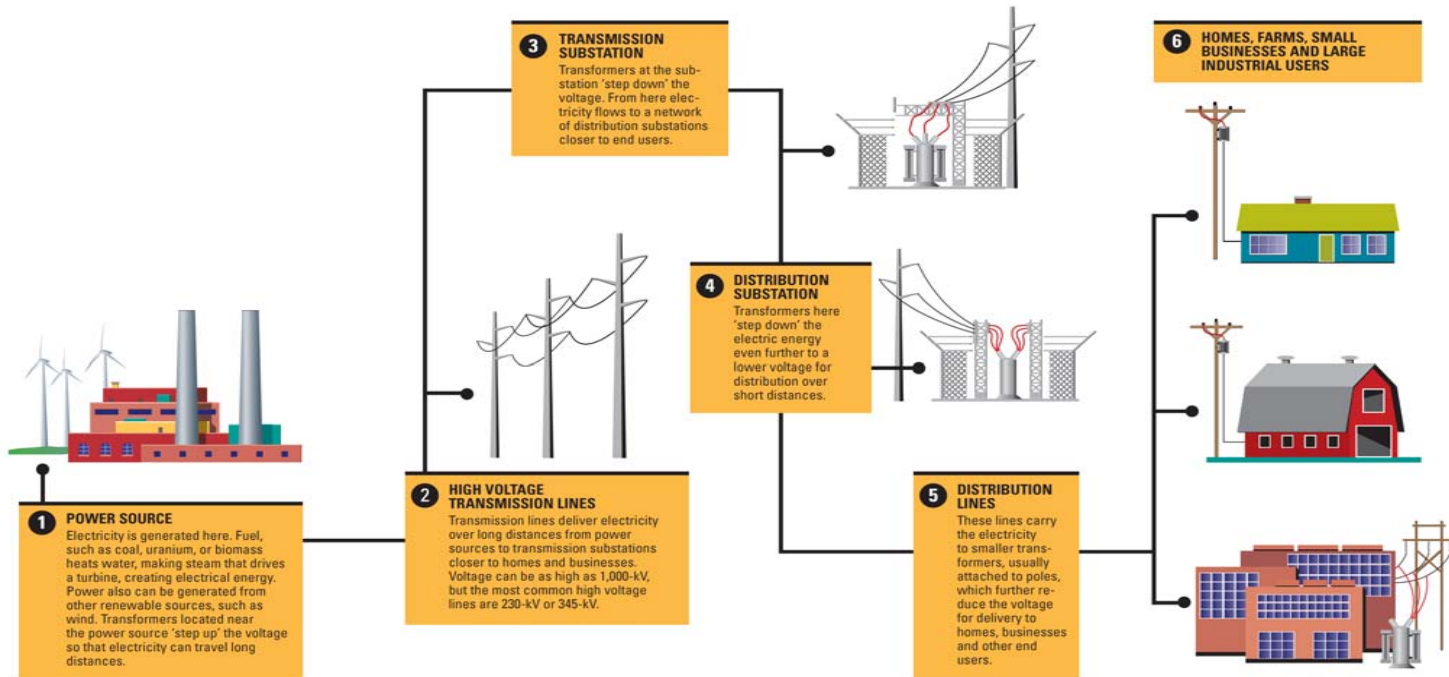 1 POWER SOURCE
Electricity is generated here. Fuel,
such as coal, uranium, or biomass
heats water, making steam that drives
a turbine, creating electrical energy.
Power also can be generated from
other renewable sources, such as
wind. Transformers located near
the power source ‘step up’ the voltage
so that electricity can travel long
distances.
2 HIGH VOLTAGE
TRANSMISSION LINES
Transmission lines deliver electricity
over long distances from power
sources to transmission substations
closer to homes and businesses.
Voltage can be as high as 1,000-kV,
but the most common high voltage
lines are 230-kV or 345-kV.
3 TRANSMISSION
SUBSTATION
Transformers at the sub-
station ‘step down’ the
voltage. From here elec-
tricity flows to a network
of distribution substations
closer to end users.
4 DISTRIBUTION
SUBSTATION
Transformers here
‘step down’ the
electric energy
even further to a
lower voltage for
distribution over
short distances.
5 DISTRIBUTION
LINES
These lines carry
the electricity
to smaller trans-
formers, usually
attached to poles,
which further re-
duce the voltage
for delivery to
homes, businesses
and other end
users.
6 HOMES, FARMS, SMALL
BUSINESSES AND LARGE
INDUSTRIAL USERS